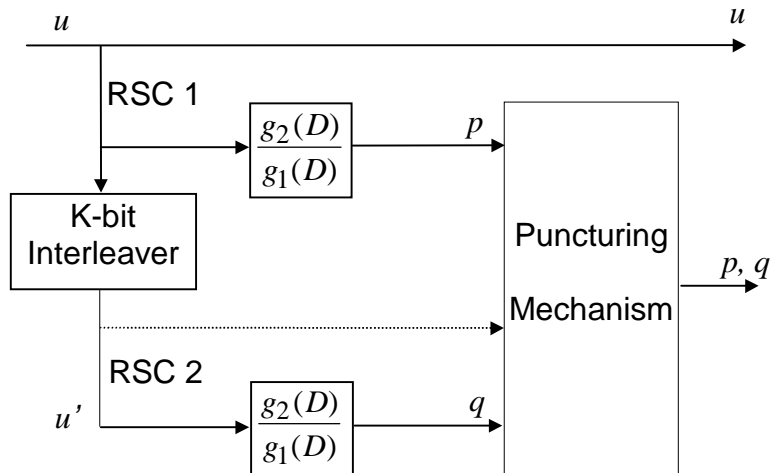 u u
RSC 1
g₂(D)
g₁(D)
p
K-bit
Interleaver
Puncturing
Mechanism
p, q
RSC 2
u’
g₂(D)
g₁(D)
q